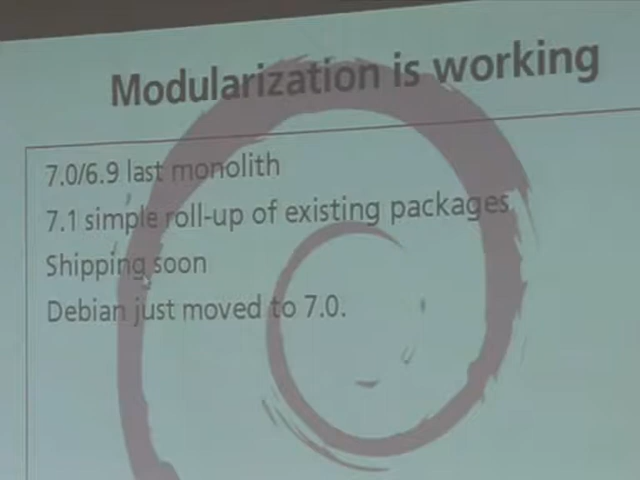 Modularization is working
7.0/6.9 last monolith
7.1 simple roll-up of existing packages
Shipping soon
Debian just moved to 7.0.